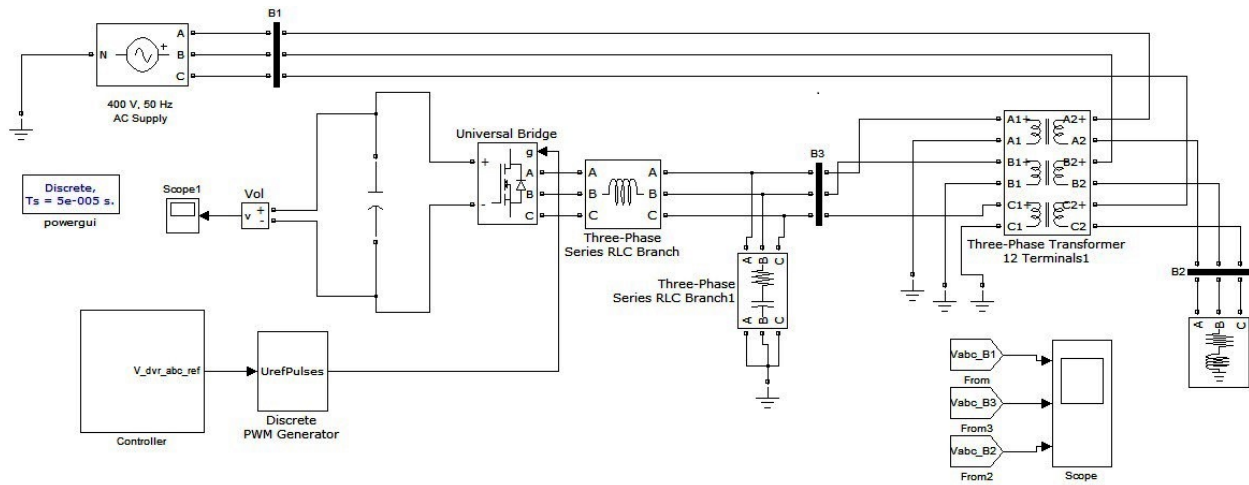 B1
A
N
+
B
C
400 V, 50 Hz
AC Supply
Discrete,
Ts = 5e-005 s.
powergui
Scope1
Vol
v
+
-
Universal Bridge
+
-
g
A
B
C
A
B
C
A
B
C
Three-Phase
Series RLC Branch
B3
A
B
C
Three-Phase
Series RLC Branch1
A
B
C
A1+
A1
B1+
B1
C1+
C1
A2+
A2
B2+
B2
C2+
C2
Three-Phase Transformer
12 Terminals1
B2
A
B
C
V_dvr_abc_ref
Controller
UrefPulses
Discrete
PWM Generator
Vabc_B1
From
Vabc_B3
From3
Vabc_B2
From2
Scope